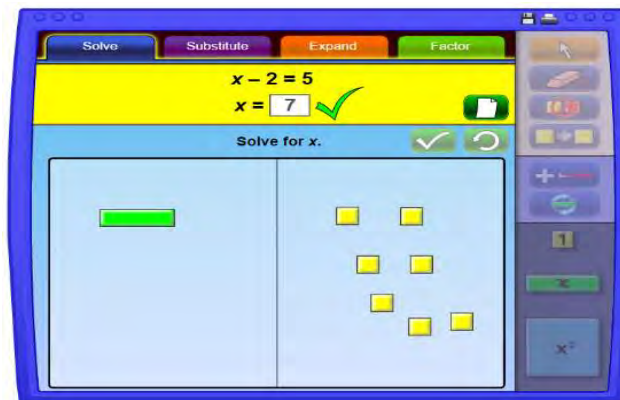 Solve Substitute Expand Factor
x – 2 = 5
x = 7
Solve for x.
1
x
x²